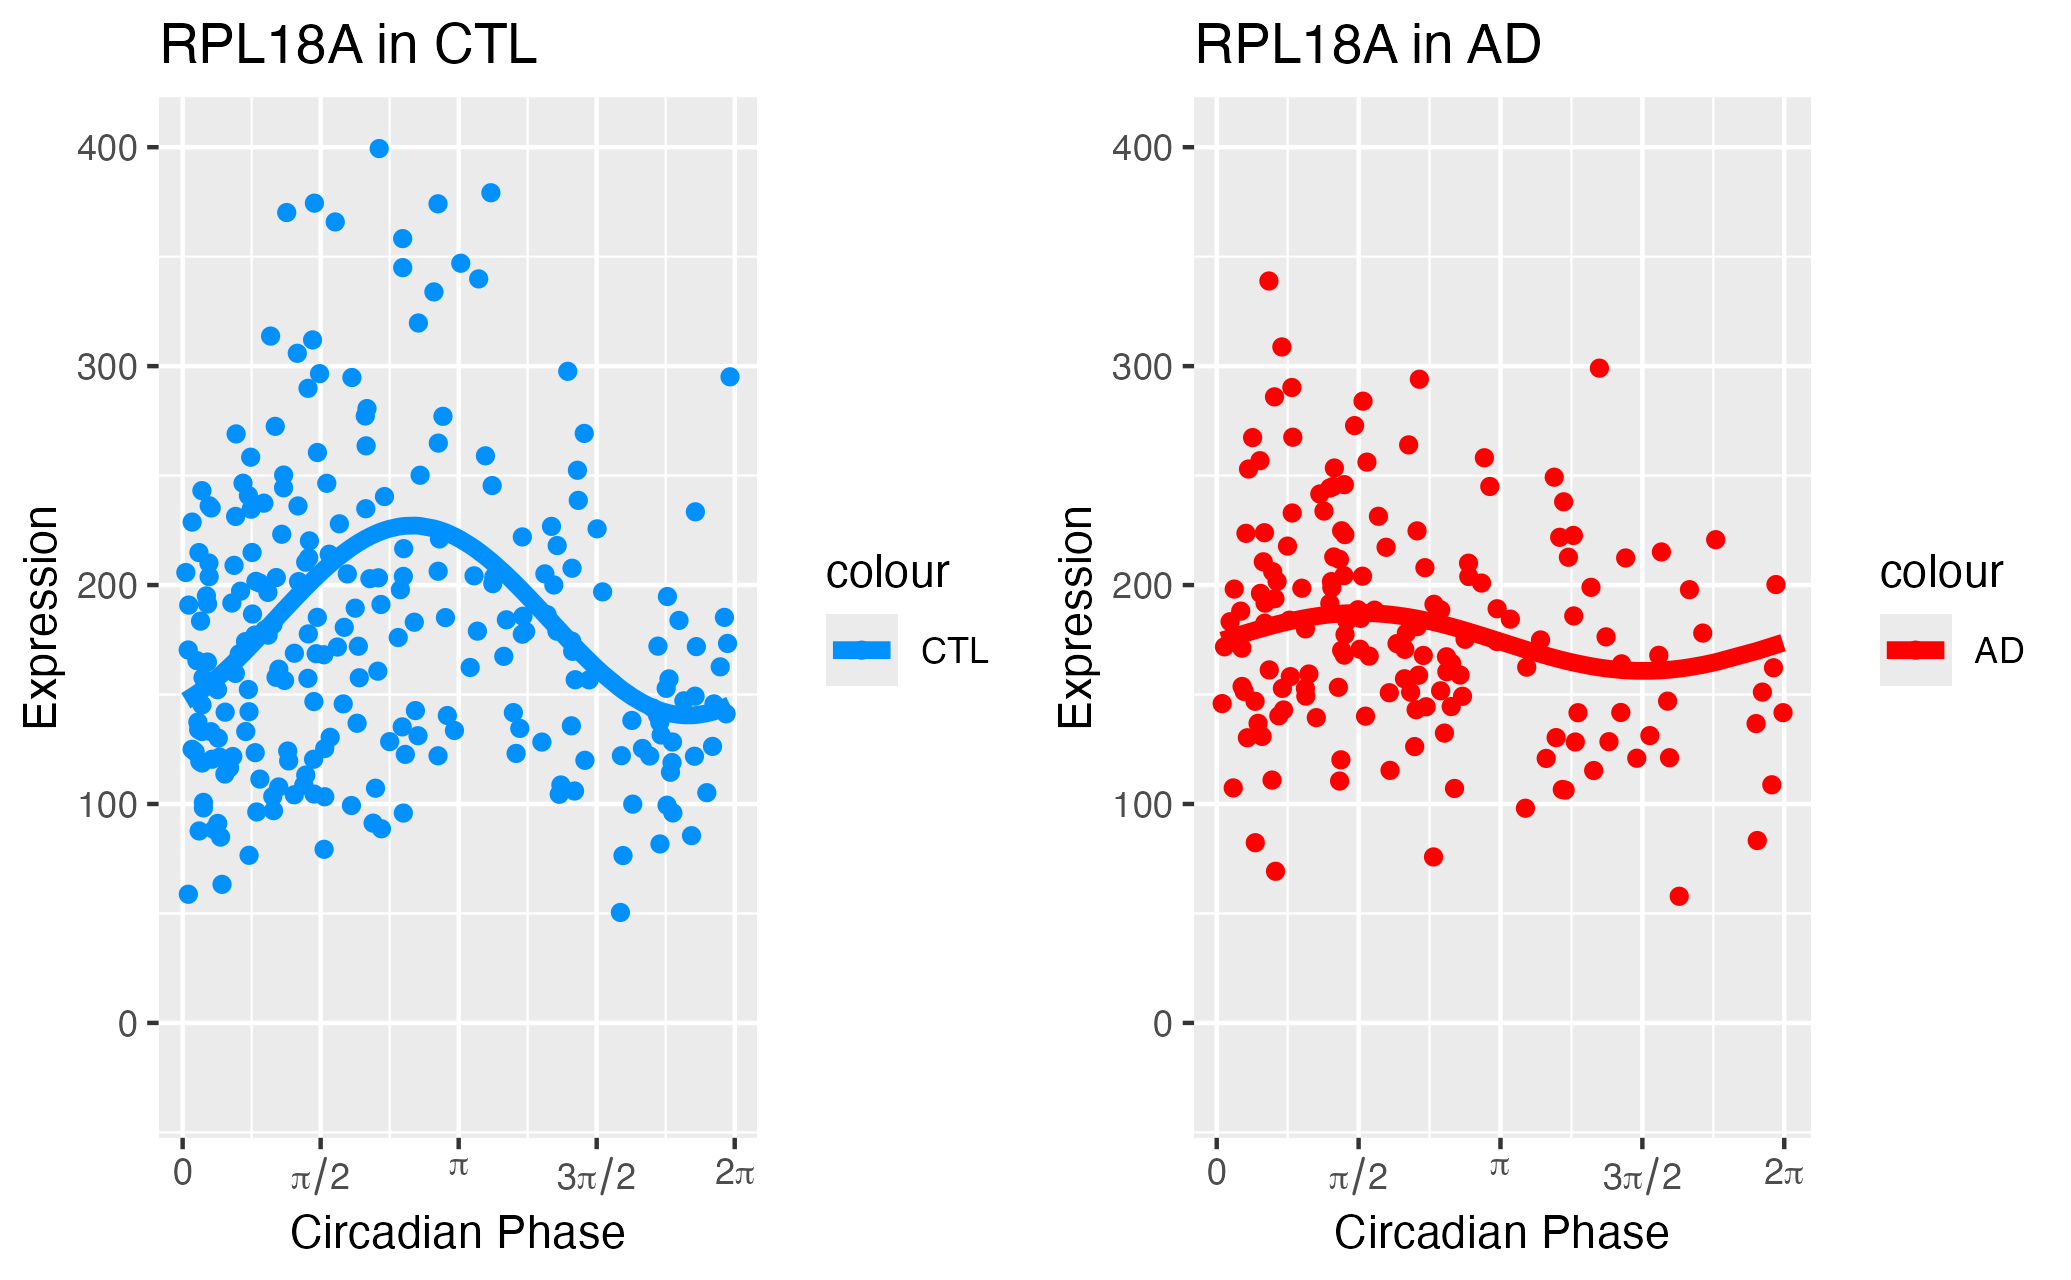 RPL18A in CTL
400
300
200
100
0
Expression
0 π/2 π 3π/2 2π
Circadian Phase
colour
CTL
RPL18A in AD
400
300
200
100
0
Expression
0 π/2 π 3π/2 2π
Circadian Phase
colour
AD